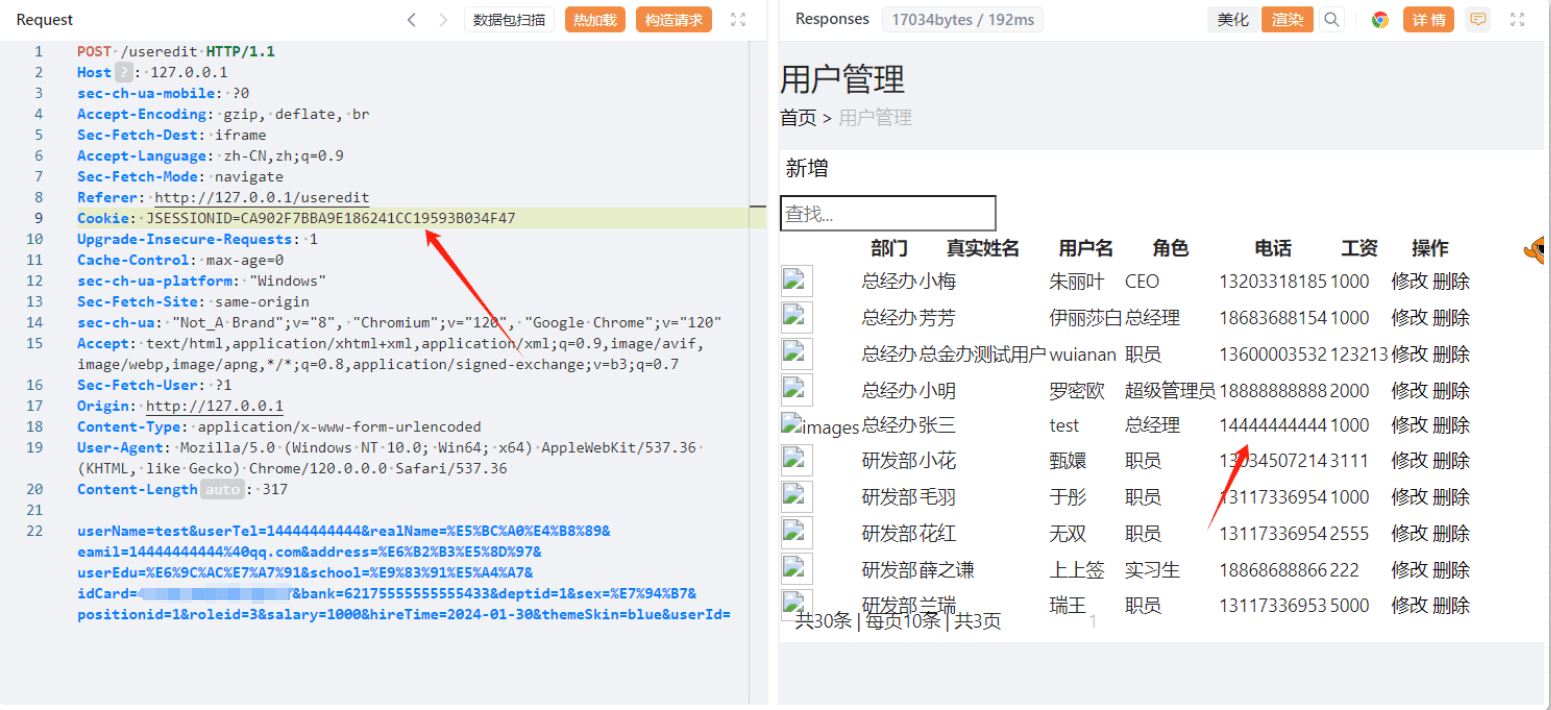 Request
数据包扫描
热加载
构造请求
1 POST /useredit HTTP/1.1
2 Host ? : 127.0.0.1
3 sec-ch-ua-mobile: ?0
4 Accept-Encoding: gzip, deflate, br
5 Sec-Fetch-Dest: iframe
6 Accept-Language: zh-CN,zh;q=0.9
7 Sec-Fetch-Mode: navigate
8 Referer: http://127.0.0.1/useredit
9 Cookie: JSESSIONID=CA902F7BBA9E186241CC19593B034F47
10 Upgrade-Insecure-Requests: 1
11 Cache-Control: max-age=0
12 sec-ch-ua-platform: "Windows"
13 Sec-Fetch-Site: same-origin
14 sec-ch-ua: "Not_A Brand";v="8", "Chromium";v="120", "Google Chrome";v="120"
15 Accept: text/html,application/xhtml+xml,application/xml;q=0.9,image/avif,
image/webp,image/apng,*/*;q=0.8,application/signed-exchange;v=b3;q=0.7
16 Sec-Fetch-User: ?1
17 Origin: http://127.0.0.1
18 Content-Type: application/x-www-form-urlencoded
19 User-Agent: Mozilla/5.0 (Windows NT 10.0; Win64; x64) AppleWebKit/537.36
(KHTML, like Gecko) Chrome/120.0.0.0 Safari/537.36
20 Content-Length auto : 317
21
22 userName=test&userTel=14444444444&realName=%E5%BC%A0%E4%B8%89&
eamil=14444444444%40qq.com&address=%E6%B2%B3%E5%8D%97&
userEdu=%E6%9C%AC%E7%A7%91&school=%E9%83%91%E5%A4%A7&
idCard=4 &bank=62175555555555433&deptid=1&sex=%E7%94%B7&
positionid=1&roleid=3&salary=1000&hireTime=2024-01-30&themeSkin=blue&userId=
Responses
17034bytes / 192ms
美化
渲染
详情
用户管理
首页 > 用户管理
新增
查找...
部门 真实姓名 用户名 角色 电话 工资 操作
总经办 小梅 朱丽叶 CEO 13203318185 1000 修改 删除
总经办 芳芳 伊丽莎白 总经理 18683688154 1000 修改 删除
总经办 总金办测试用户 wuianan 职员 13600003532 123213 修改 删除
总经办 小明 罗密欧 超级管理员 18888888888 2000 修改 删除
images 总经办 张三 test 总经理 14444444444 1000 修改 删除
研发部 小花 甄嬛 职员 13034507214 3111 修改 删除
研发部 毛羽 于彤 职员 13117336954 1000 修改 删除
研发部 花红 无双 职员 13117336954 2555 修改 删除
研发部 薛之谦 上上签 实习生 18868688866 222 修改 删除
研发部 兰瑞 瑞王 职员 13117336953 5000 修改 删除
共30条 | 每页10条 | 共3页 1